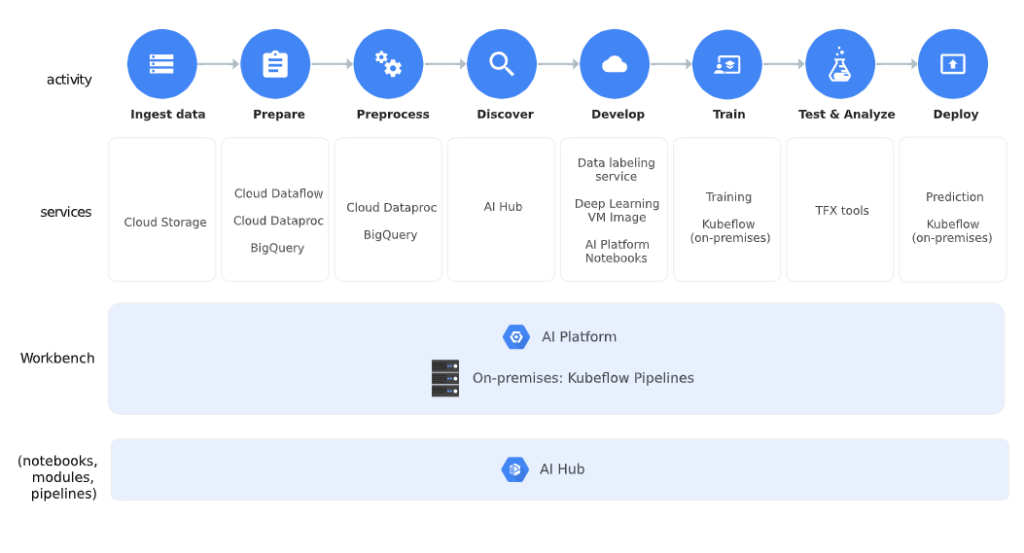 activity
Ingest data
Prepare
Preprocess
Discover
Develop
Train
Test & Analyze
Deploy
services
Cloud Storage
Cloud Dataflow
Cloud Dataproc
BigQuery
Cloud Dataproc
BigQuery
AI Hub
Data labeling
service
Deep Learning
VM Image
AI Platform
Notebooks
Training
Kubeflow
(on-premises)
TFX tools
Prediction
Kubeflow
(on-premises)
Workbench
AI Platform
On-premises: Kubeflow Pipelines
(notebooks,
modules,
pipelines)
AI Hub